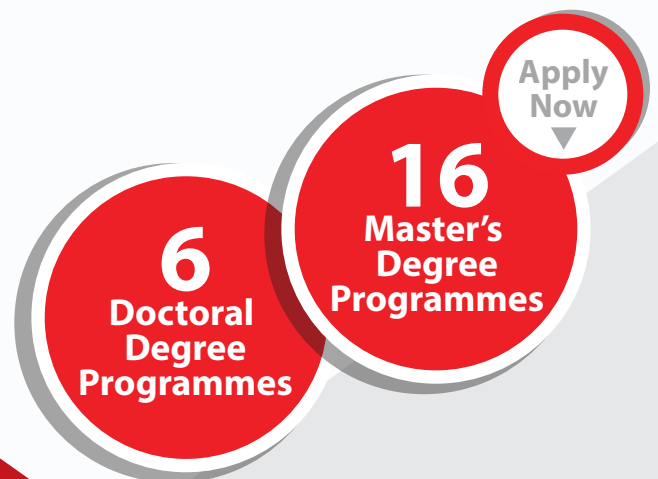 Apply
Now
16
Master’s
Degree
Programmes
6
Doctoral
Degree
Programmes